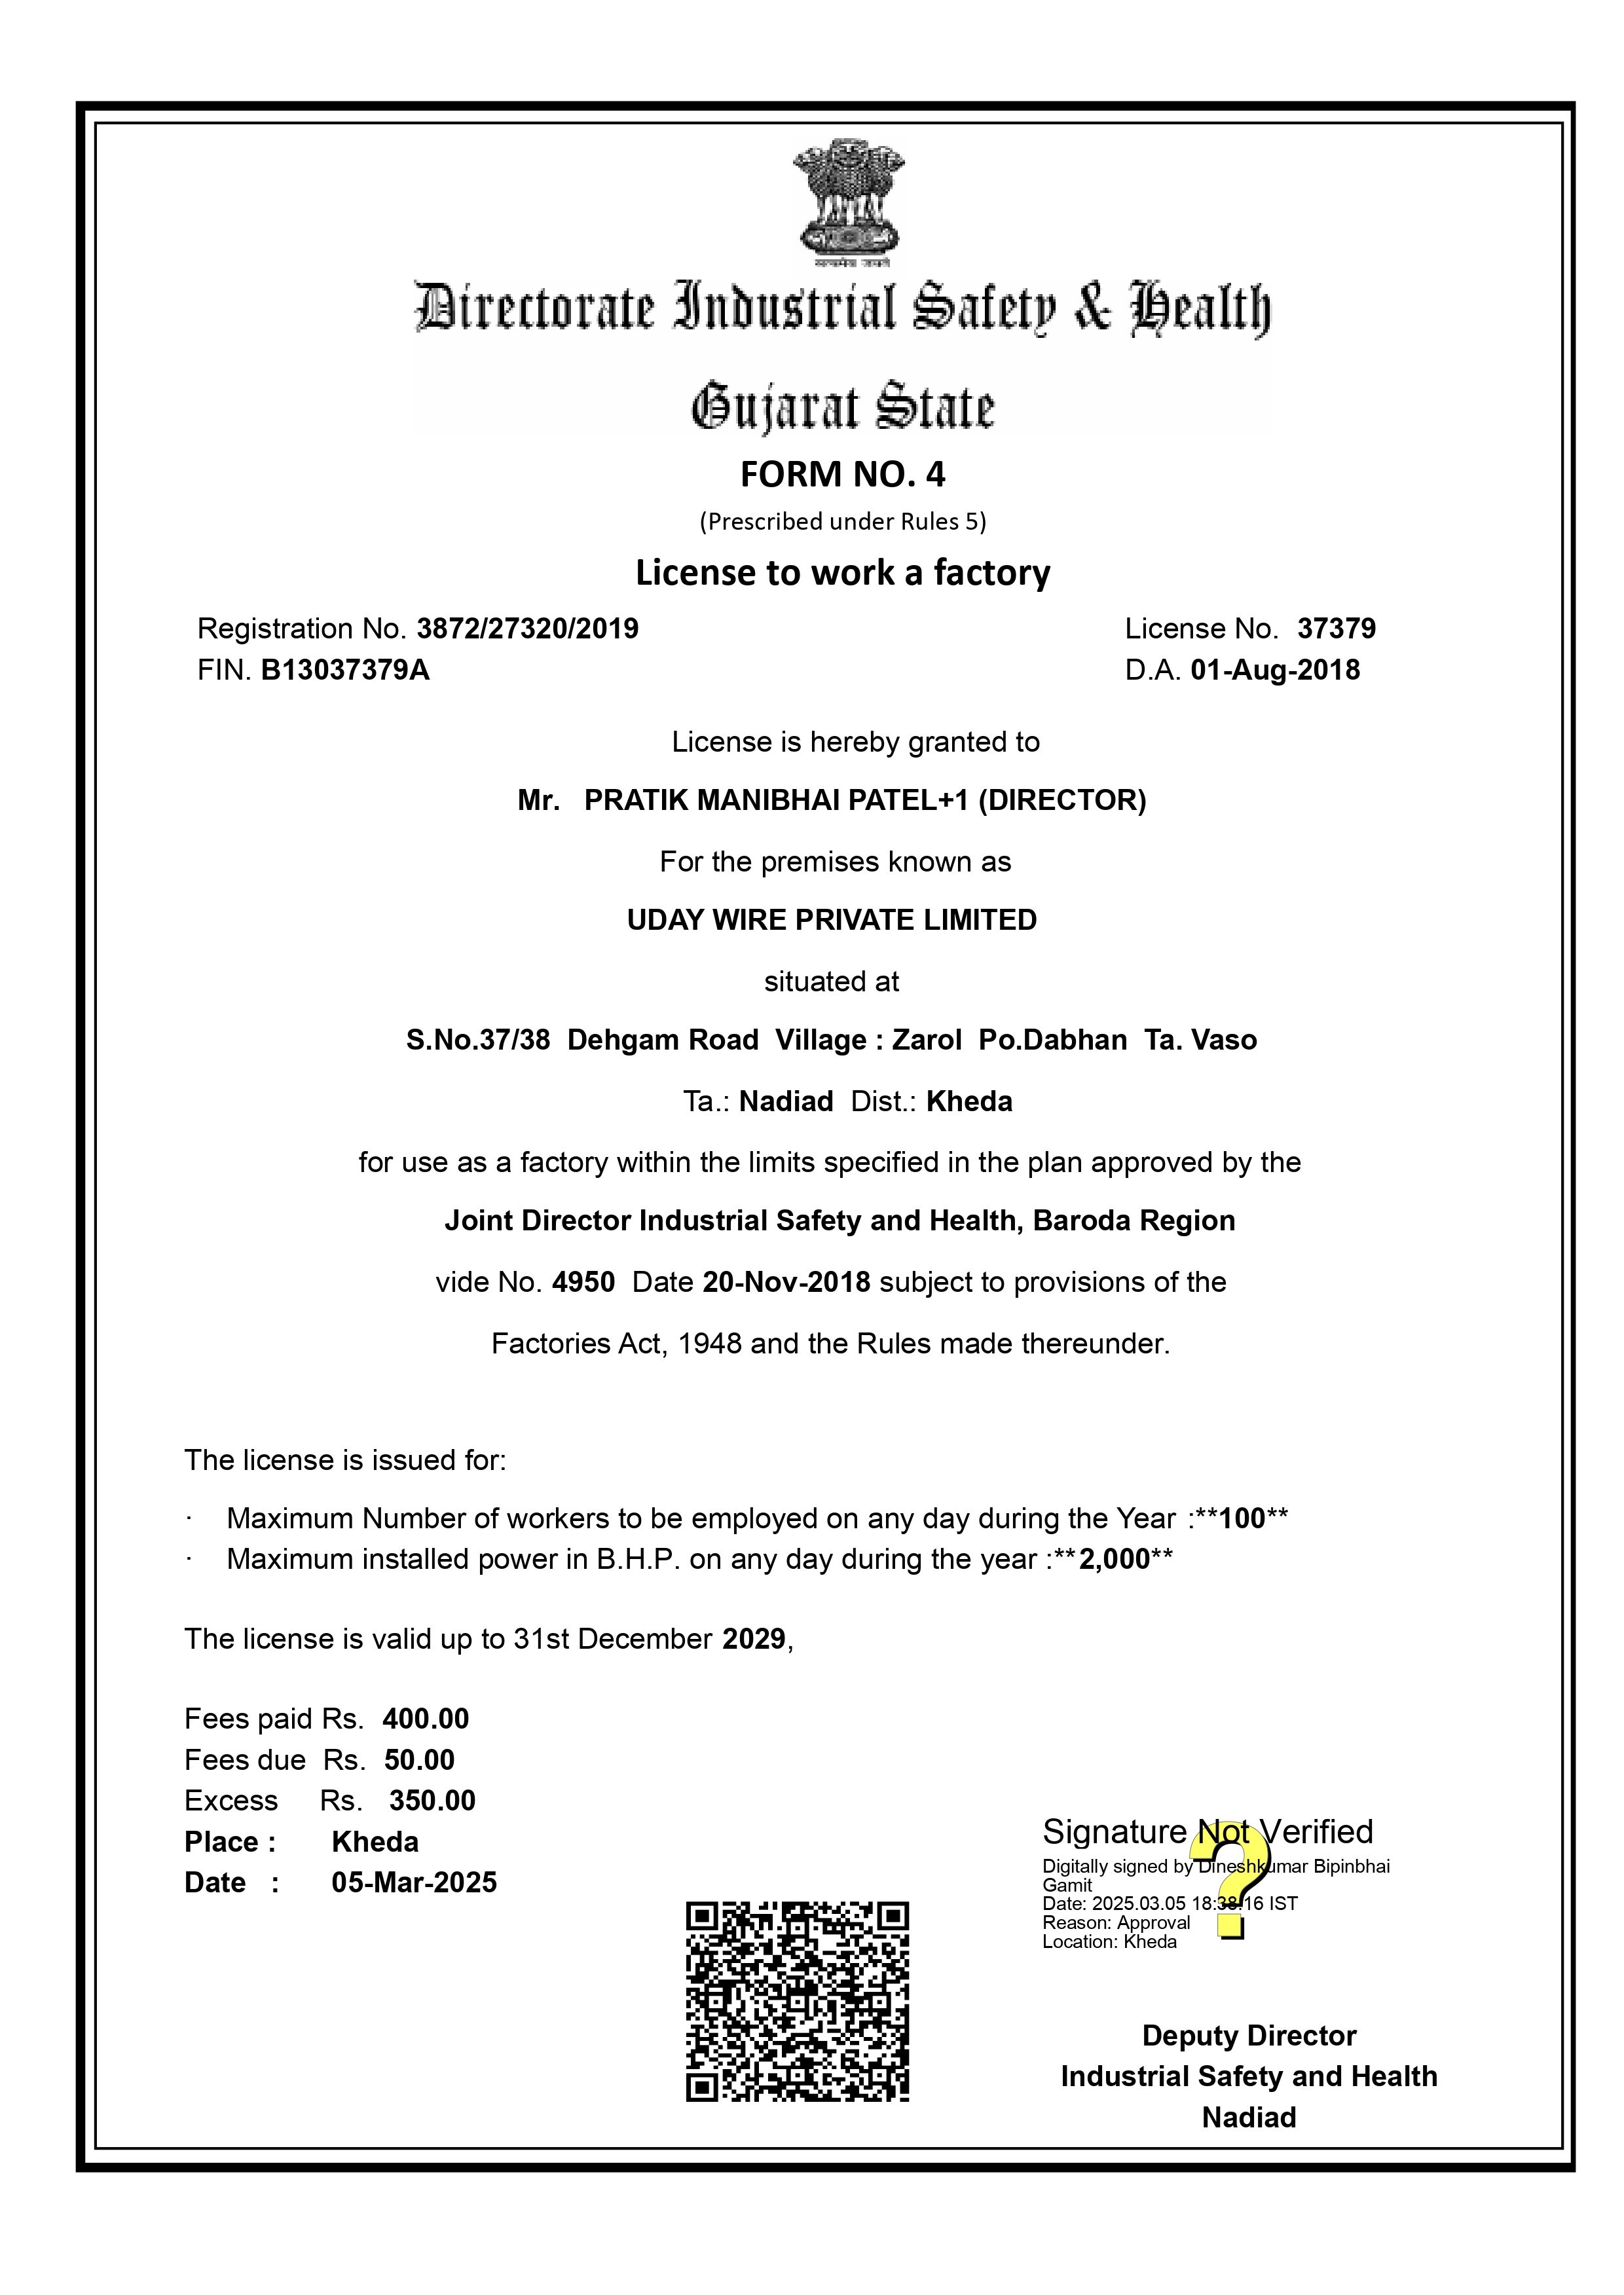 Directorate Industrial Safety & Health
Gujarat State
FORM NO. 4
(Prescribed under Rules 5)
License to work a factory
Registration No. 3872/27320/2019 License No. 37379
FIN. B13037379A D.A. 01-Aug-2018
License is hereby granted to
Mr. PRATIK MANIBHAI PATEL+1 (DIRECTOR)
For the premises known as
UDAY WIRE PRIVATE LIMITED
situated at
S.No.37/38 Dehgam Road Village : Zarol Po.Dabhan Ta. Vaso
Ta.: Nadiad Dist.: Kheda
for use as a factory within the limits specified in the plan approved by the
Joint Director Industrial Safety and Health, Baroda Region
vide No. 4950 Date 20-Nov-2018 subject to provisions of the
Factories Act, 1948 and the Rules made thereunder.
The license is issued for:
· Maximum Number of workers to be employed on any day during the Year :**100**
· Maximum installed power in B.H.P. on any day during the year :**2,000**
The license is valid up to 31st December 2029,
Fees paid Rs. 400.00
Fees due Rs. 50.00
Excess Rs. 350.00
Place : Kheda
Date : 05-Mar-2025
Signature Not Verified
Digitally signed by Dineshkumar Bipinbhai
Gamit
Date: 2025.03.05 18:38:16 IST
Reason: Approval
Location: Kheda
Deputy Director
Industrial Safety and Health
Nadiad